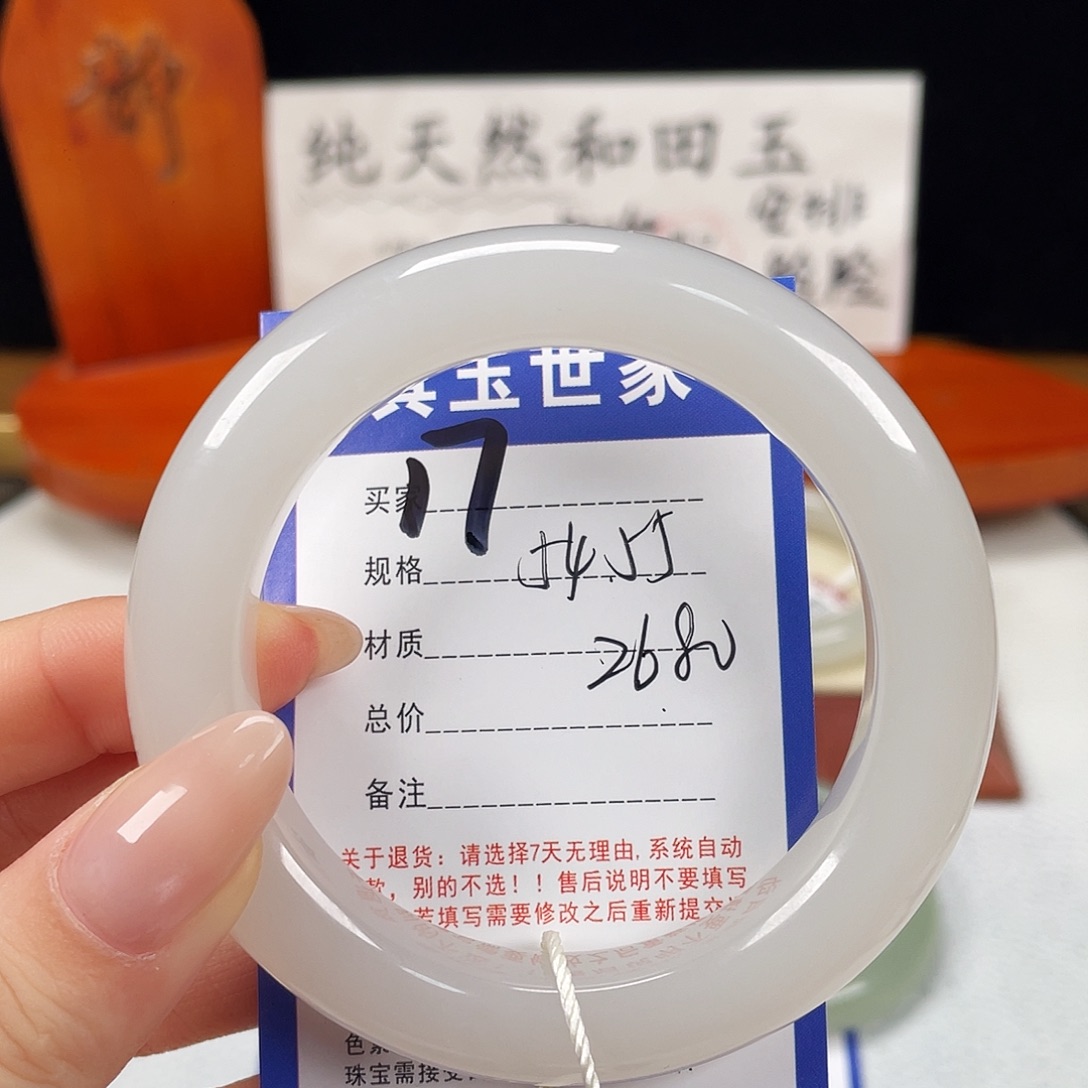 纯天然和田玉
安排
玉世家
17
买家
规格 54.55
材质 2680
总价
备注
关于退货：请选择7天无理由,系统自动
款，别的不选！！售后说明不要填写
若填写需要修改之后重新提交
珠宝需接受